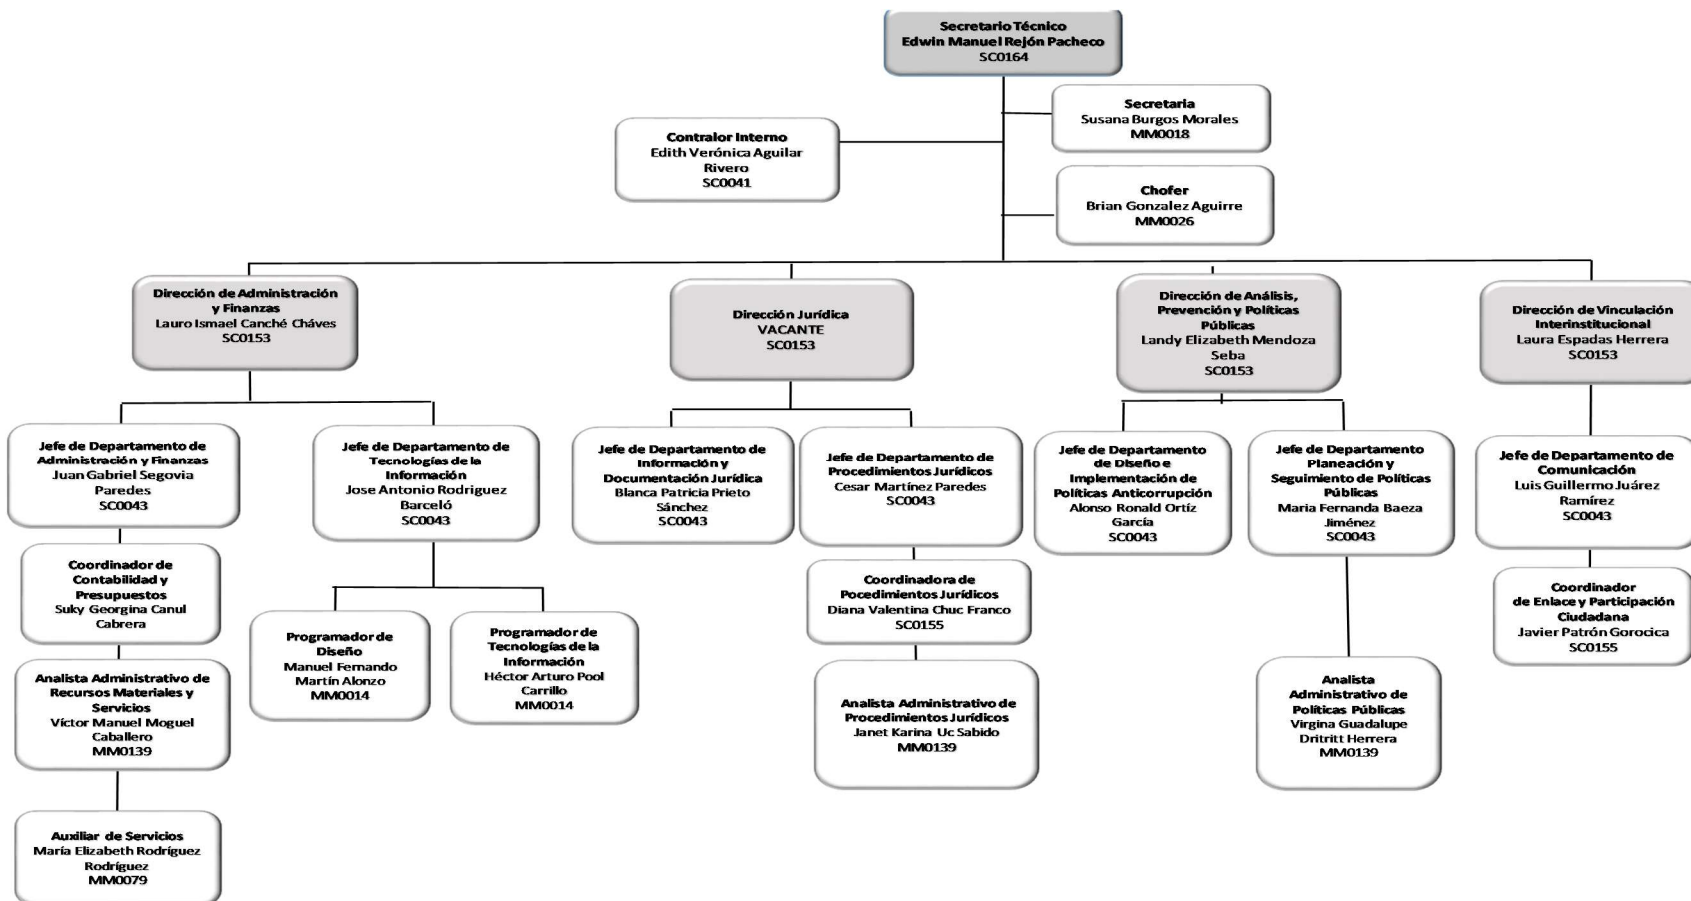 Secretario Técnico
Edwin Manuel Rejón Pacheco
SC0164
Secretaria
Susana Burgos Morales
MM0018
Contralor Interno
Edith Verónica Aguilar
Rivero
SC0041
Chofer
Brian Gonzalez Aguirre
MM0026
Dirección de Administración
y Finanzas
Lauro Ismael Canché Cháves
SC0153
Dirección Jurídica
VACANTE
SC0153
Dirección de Análisis,
Prevención y Políticas
Públicas
Landy Elizabeth Mendoza
Seba
SC0153
Dirección de Vinculación
Interinstitucional
Laura Espadas Herrera
SC0153
Jefe de Departamento de
Administración y Finanzas
Juan Gabriel Segovia
Paredes
SC0043
Jefe de Departamento de
Tecnologías de la
Información
Jose Antonio Rodriguez
Barceló
SC0043
Jefe de Departamento de
Información y
Documentación Jurídica
Blanca Patricia Prieto
Sánchez
SC0043
Jefe de Departamento de
Procedimientos Jurídicos
Cesar Martínez Paredes
SC0043
Jefe de Departamento
de Diseño e
Implementación de
Políticas Anticorrupción
Alonso Ronald Ortíz
García
SC0043
Jefe de Departamento
Planeación y
Seguimiento de Políticas
Públicas
Maria Fernanda Baeza
Jiménez
SC0043
Jefe de Departamento de
Comunicación
Luis Guillermo Juárez
Ramírez
SC0043
Coordinador de
Contabilidad y
Presupuestos
Suky Georgina Canul
Cabrera
Coordinadora de
Pocedimientos Jurídicos
Diana Valentina Chuc Franco
SC0155
Coordinador
de Enlace y Participación
Ciudadana
Javier Patrón Gorocica
SC0155
Programador de
Diseño
Manuel Fernando
Martín Alonzo
MM0014
Programador de
Tecnologías de la
Información
Héctor Arturo Pool
Carrillo
MM0014
Analista Administrativo de
Recursos Materiales y
Servicios
Víctor Manuel Moguel
Caballero
MM0139
Analista Administrativo de
Procedimientos Jurídicos
Janet Karina Uc Sabido
MM0139
Analista
Administrativo de
Políticas Públicas
Virgina Guadalupe
Dritritt Herrera
MM0139
Auxiliar de Servicios
María Elizabeth Rodríguez
Rodríguez
MM0079